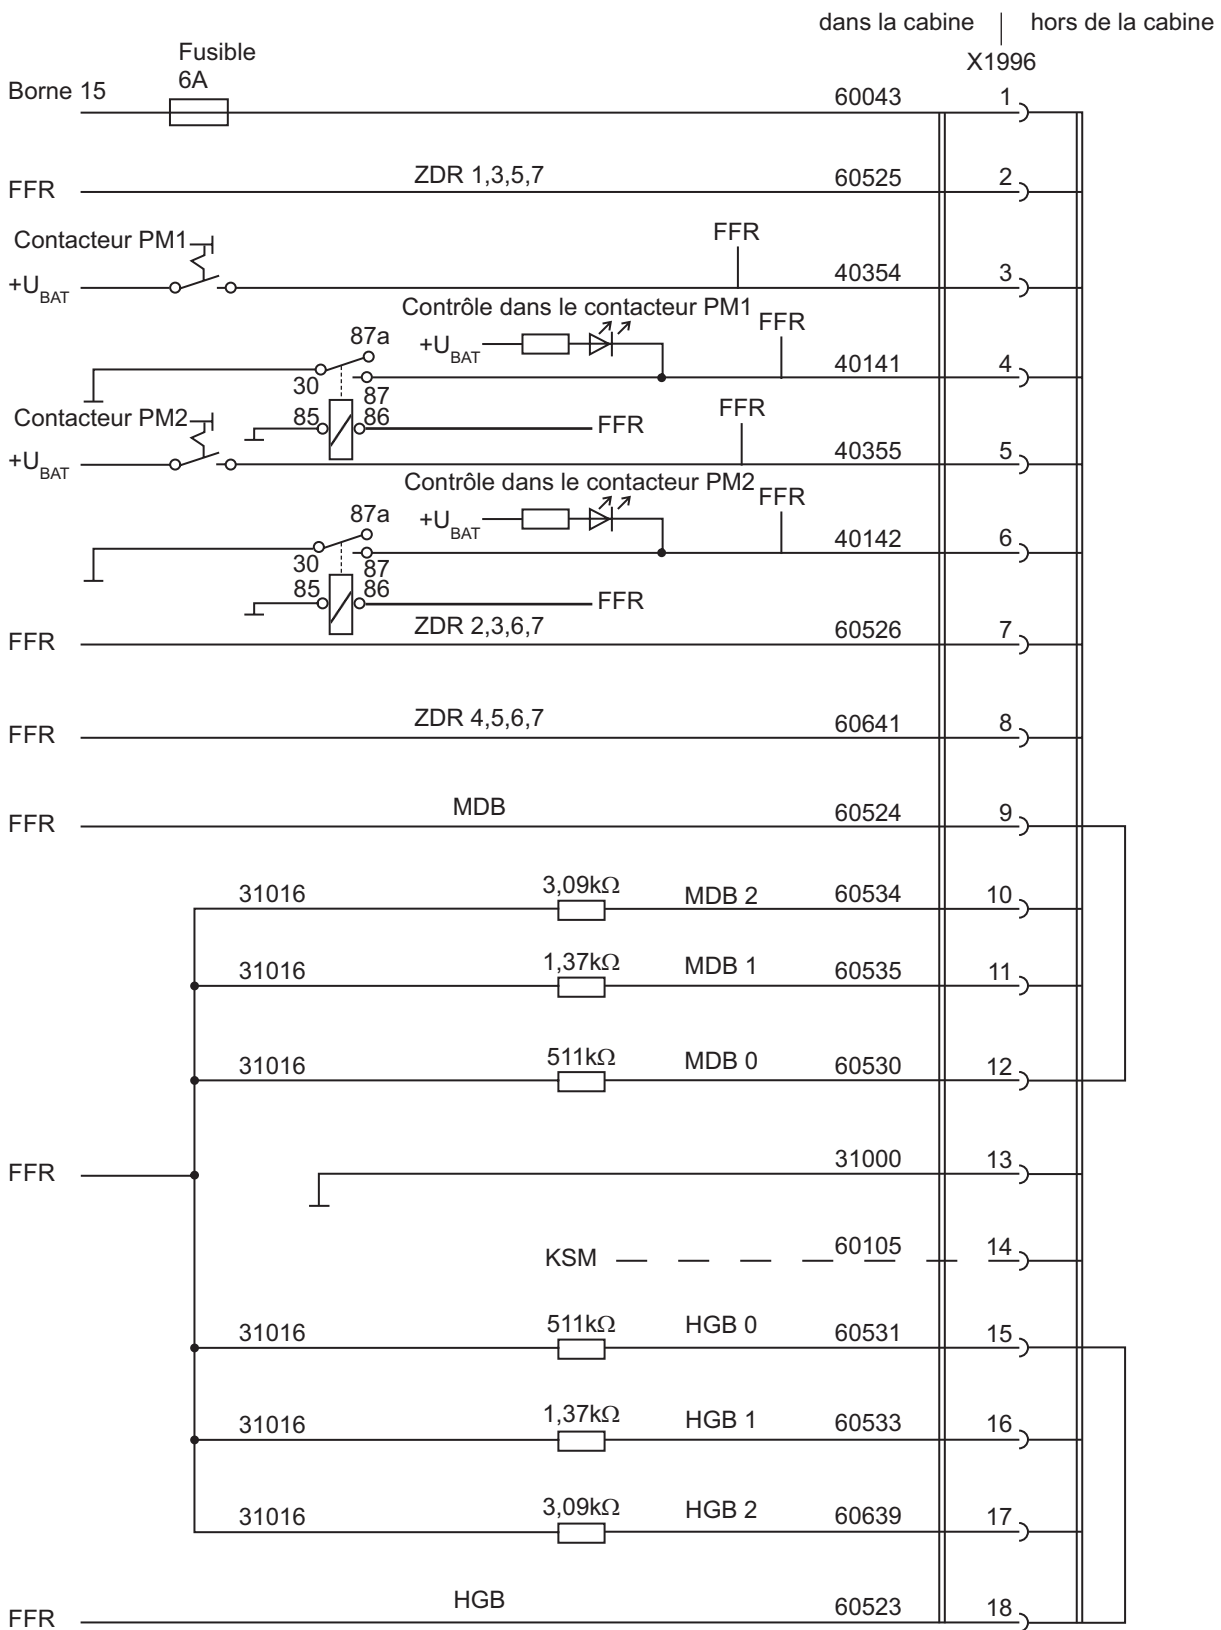 dans la cabine | hors de la cabine
X1996
Fusible
6A
Borne 15 60043 1
FFR ZDR 1,3,5,7 60525 2
Contacteur PM1 FFR
+UBAT 40354 3
Contrôle dans le contacteur PM1
87a +UBAT FFR
30 87 40141 4
85 86 FFR
Contacteur PM2 FFR
+UBAT 40355 5
Contrôle dans le contacteur PM2
87a +UBAT FFR
30 87 40142 6
85 86 FFR
FFR ZDR 2,3,6,7 60526 7
FFR ZDR 4,5,6,7 60641 8
FFR MDB 60524 9
31016 3,09kΩ MDB 2 60534 10
31016 1,37kΩ MDB 1 60535 11
31016 511kΩ MDB 0 60530 12
FFR 31000 13
KSM 60105 14
31016 511kΩ HGB 0 60531 15
31016 1,37kΩ HGB 1 60533 16
31016 3,09kΩ HGB 2 60639 17
FFR HGB 60523 18